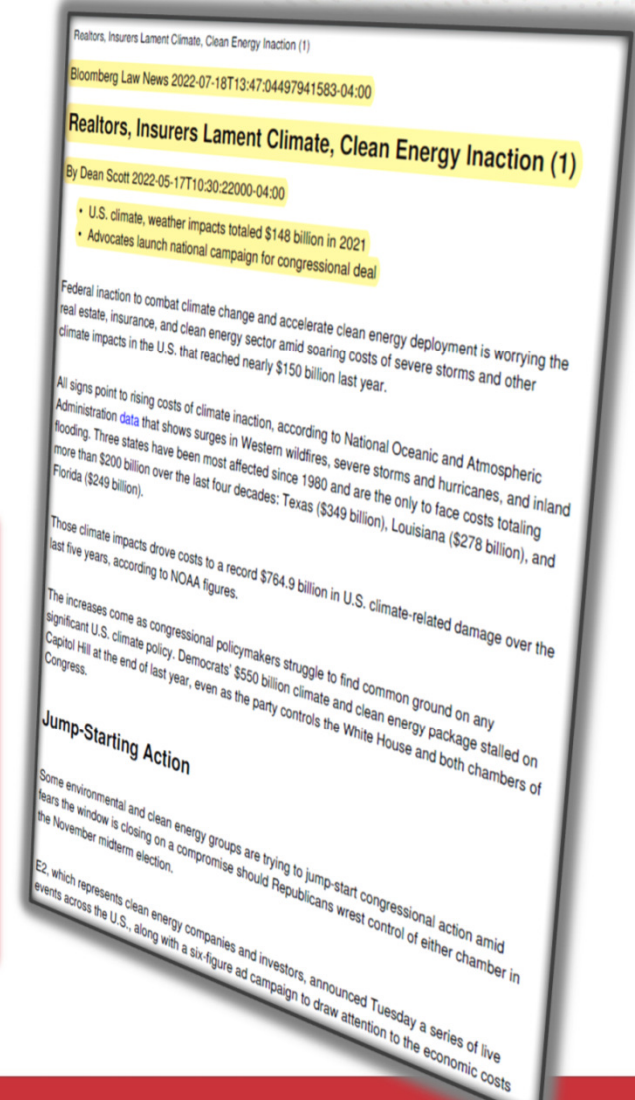 Realtors, Insurers Lament Climate, Clean Energy Inaction (1)
Bloomberg Law News 2022-07-18T13:47:04497941583-04:00
Realtors, Insurers Lament Climate, Clean Energy Inaction (1)
By Dean Scott 2022-05-17T10:30:22000-04:00
• U.S. climate, weather impacts totaled $148 billion in 2021
• Advocates launch national campaign for congressional deal
Federal inaction to combat climate change and accelerate clean energy deployment is worrying the
real estate, insurance, and clean energy sector amid soaring costs of severe storms and other
climate impacts in the U.S. that reached nearly $150 billion last year.
All signs point to rising costs of climate inaction, according to National Oceanic and Atmospheric
Administration data that shows surges in Western wildfires, severe storms and hurricanes, and inland
flooding. Three states have been most affected since 1980 and are the only to face costs totaling
more than $200 billion over the last four decades: Texas ($349 billion), Louisiana ($278 billion), and
Florida ($249 billion).
Those climate impacts drove costs to a record $764.9 billion in U.S. climate-related damage over the
last five years, according to NOAA figures.
The increases come as congressional policymakers struggle to find common ground on any
significant U.S. climate policy. Democrats' $550 billion climate and clean energy package stalled on
Capitol Hill at the end of last year, even as the party controls the White House and both chambers of
Congress.
Jump-Starting Action
Some environmental and clean energy groups are trying to jump-start congressional action amid
fears the window is closing on a compromise should Republicans wrest control of either chamber in
the November midterm election.
E2, which represents clean energy companies and investors, announced Tuesday a series of live
events across the U.S., along with a six-figure ad campaign to draw attention to the economic costs